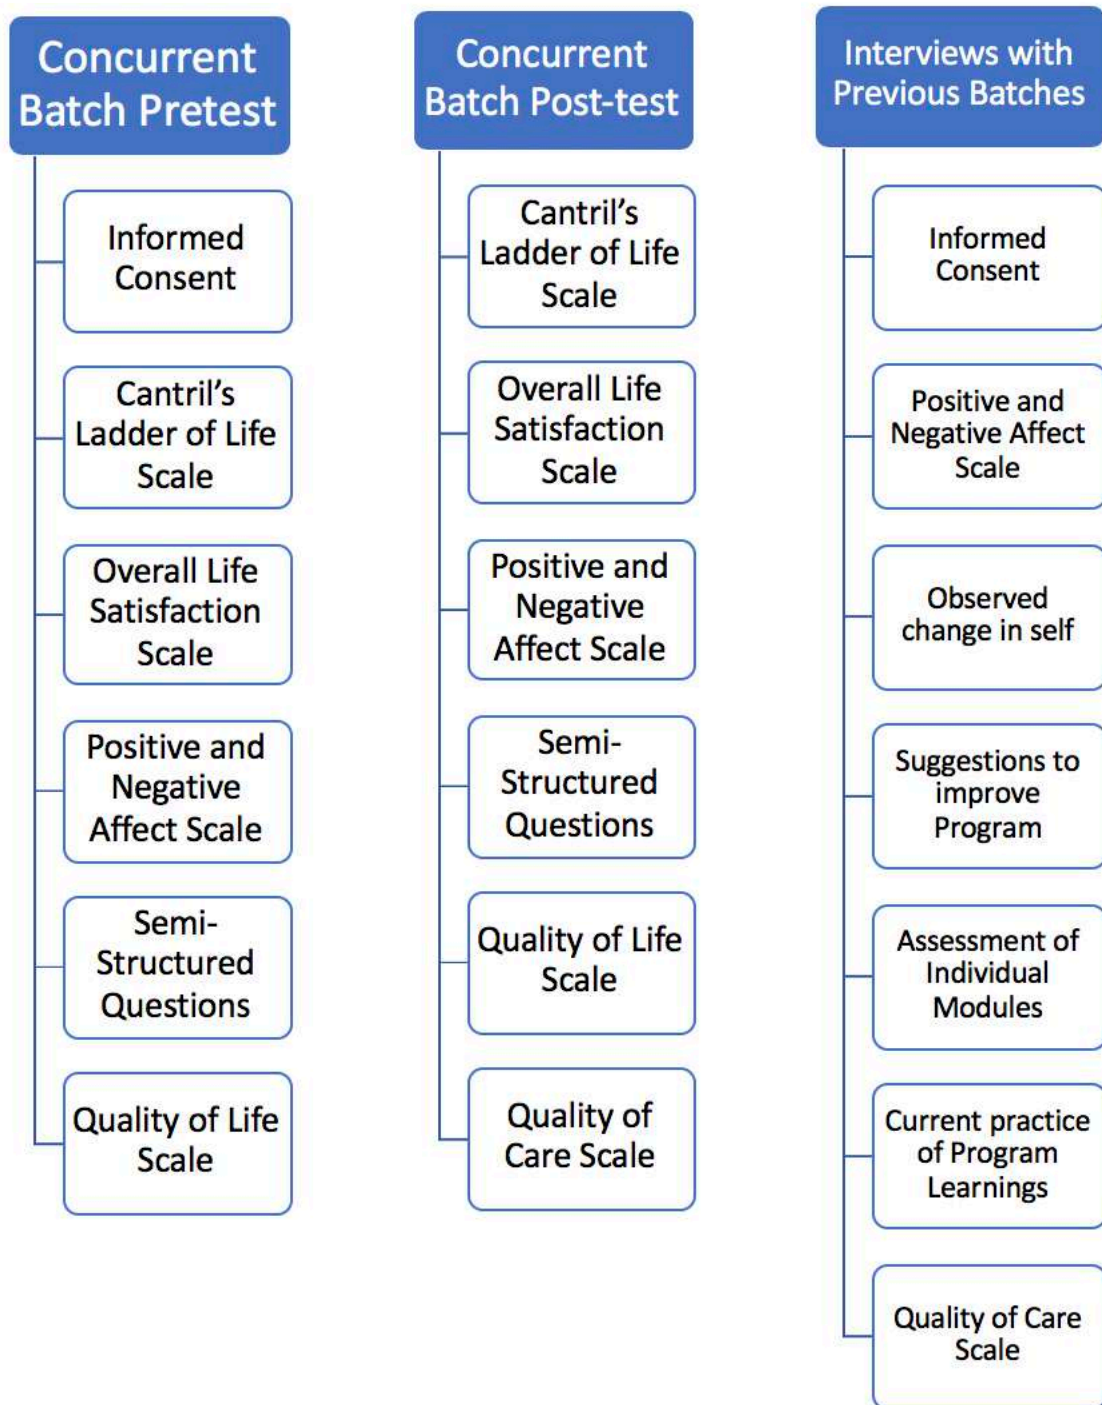 Concurrent
Batch Pretest
Informed
Consent
Cantril's
Ladder of Life
Scale
Overall Life
Satisfaction
Scale
Positive and
Negative
Affect Scale
Semi-
Structured
Questions
Quality of Life
Scale
Concurrent
Batch Post-test
Cantril's
Ladder of Life
Scale
Overall Life
Satisfaction
Scale
Positive and
Negative
Affect Scale
Semi-
Structured
Questions
Quality of Life
Scale
Quality of
Care Scale
Interviews with
Previous Batches
Informed
Consent
Positive and
Negative Affect
Scale
Observed
change in self
Suggestions to
improve
Program
Assessment of
Individual
Modules
Current practice
of Program
Learnings
Quality of Care
Scale